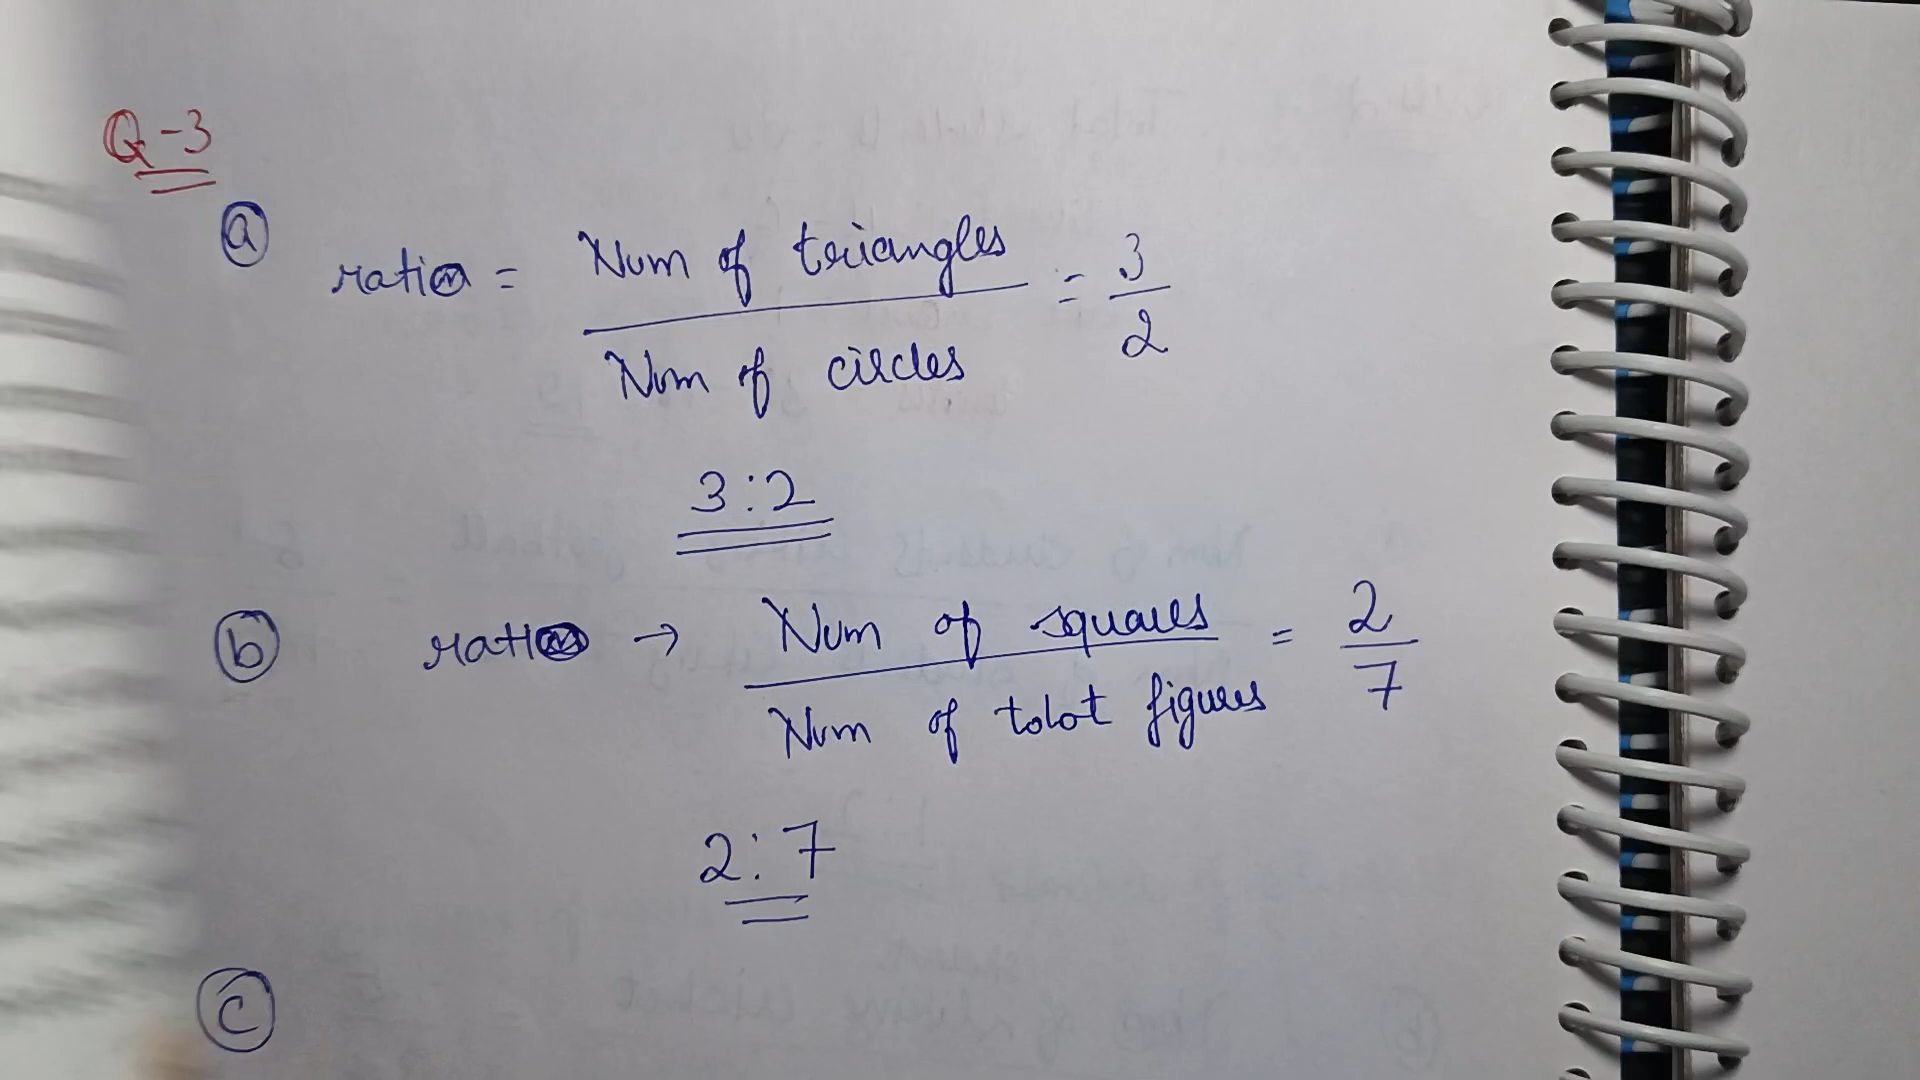 Q-3
(a)
ratio = Num of triangles / Num of circles = 3/2
3:2
(b) ratio → Num of squares / Num of totot figures = 2/7
2:7
(c)